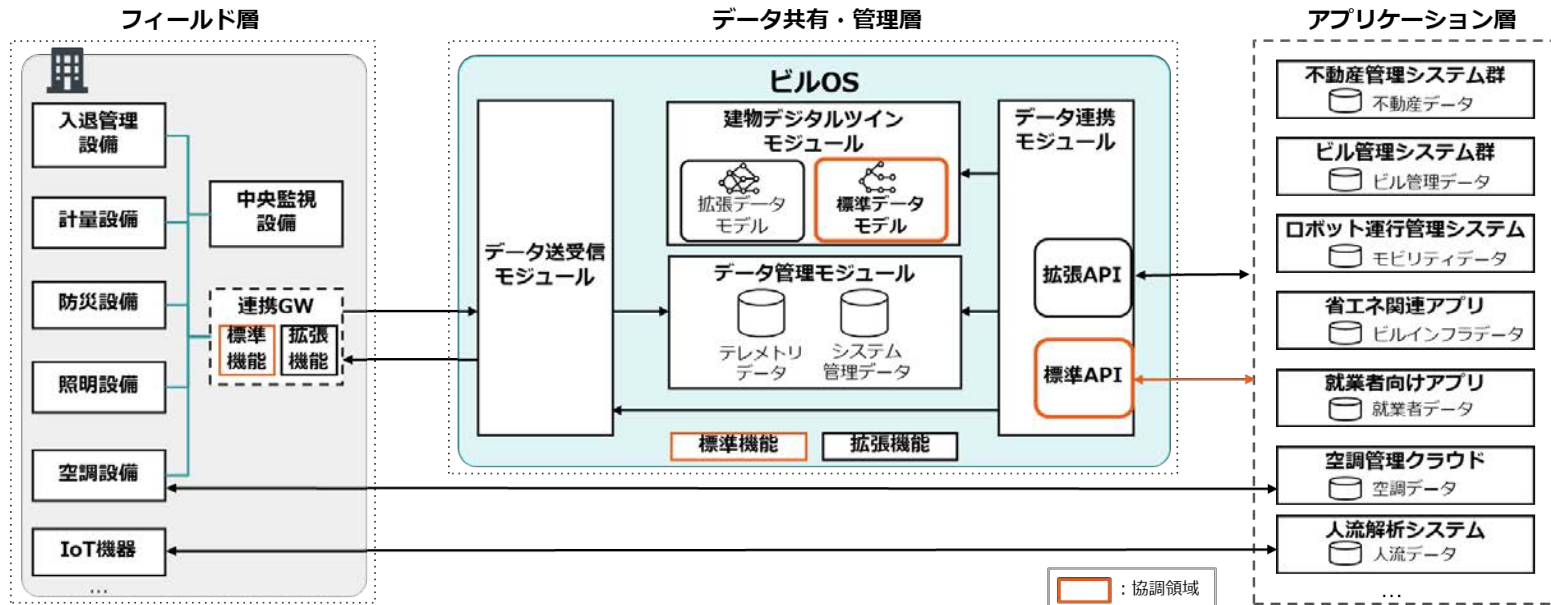 フィールド層
データ共有・管理層
アプリケーション層
入退管理
設備
計量設備
防災設備
照明設備
空調設備
IoT機器
...
中央監視
設備
連携GW
標準
機能
拡張
機能
ビルOS
データ送受信
モジュール
建物デジタルツイン
モジュール
拡張データ
モデル
標準データ
モデル
データ管理モジュール
テレメトリ
データ
システム
管理データ
データ連携
モジュール
拡張API
標準API
標準機能
拡張機能
不動産管理システム群
不動産データ
ビル管理システム群
ビル管理データ
ロボット運行管理システム
モビリティデータ
省エネ関連アプリ
ビルインフラデータ
就業者向けアプリ
就業者データ
空調管理クラウド
空調データ
人流解析システム
人流データ
...
：協調領域